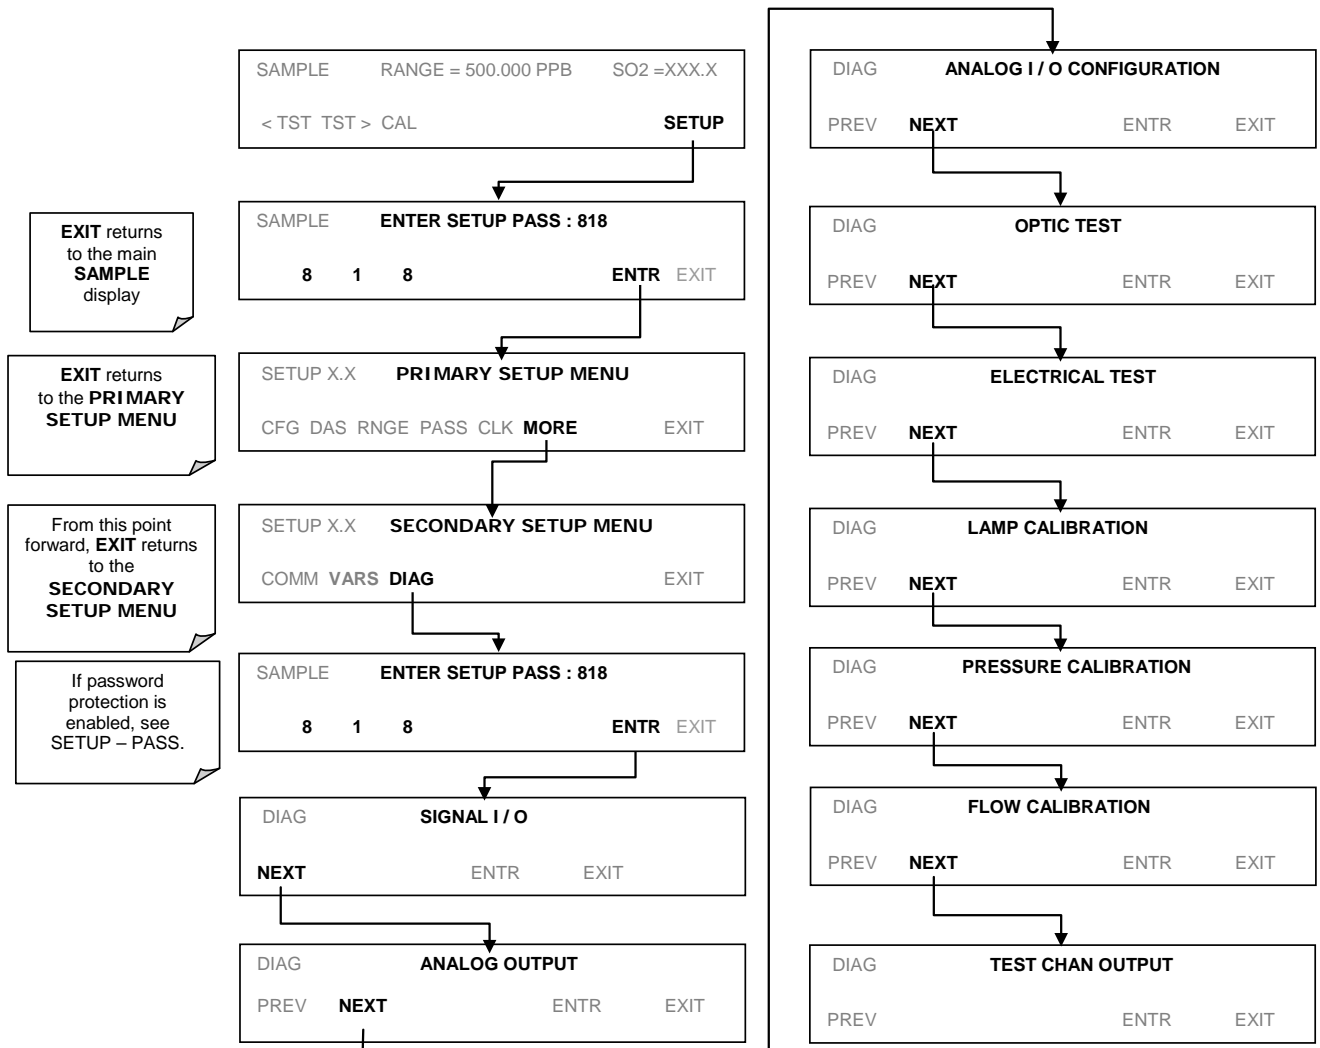 SAMPLE RANGE = 500.000 PPB SO2 =XXX.X
< TST TST > CAL SETUP
EXIT returns
to the main
SAMPLE
display
SAMPLE ENTER SETUP PASS : 818
8 1 8 ENTR EXIT
EXIT returns
to the PRIMARY
SETUP MENU
SETUP X.X PRIMARY SETUP MENU
CFG DAS RNGE PASS CLK MORE EXIT
From this point
forward, EXIT returns
to the
SECONDARY
SETUP MENU
SETUP X.X SECONDARY SETUP MENU
COMM VARS DIAG EXIT
If password
protection is
enabled, see
SETUP – PASS.
SAMPLE ENTER SETUP PASS : 818
8 1 8 ENTR EXIT
DIAG SIGNAL I / O
NEXT ENTR EXIT
DIAG ANALOG OUTPUT
PREV NEXT ENTR EXIT
DIAG ANALOG I / O CONFIGURATION
PREV NEXT ENTR EXIT
DIAG OPTIC TEST
PREV NEXT ENTR EXIT
DIAG ELECTRICAL TEST
PREV NEXT ENTR EXIT
DIAG LAMP CALIBRATION
PREV NEXT ENTR EXIT
DIAG PRESSURE CALIBRATION
PREV NEXT ENTR EXIT
DIAG FLOW CALIBRATION
PREV NEXT ENTR EXIT
DIAG TEST CHAN OUTPUT
PREV ENTR EXIT